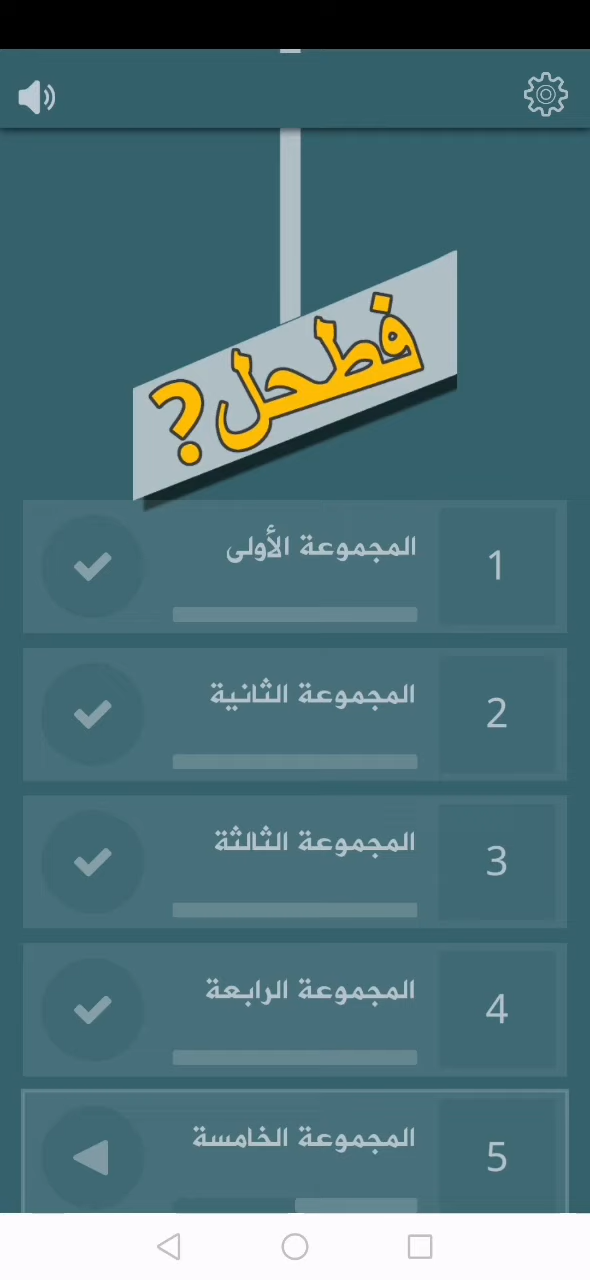 فطحل؟
المجموعة الأولى
1
المجموعة الثانية
2
المجموعة الثالثة
3
المجموعة الرابعة
4
المجموعة الخامسة
5